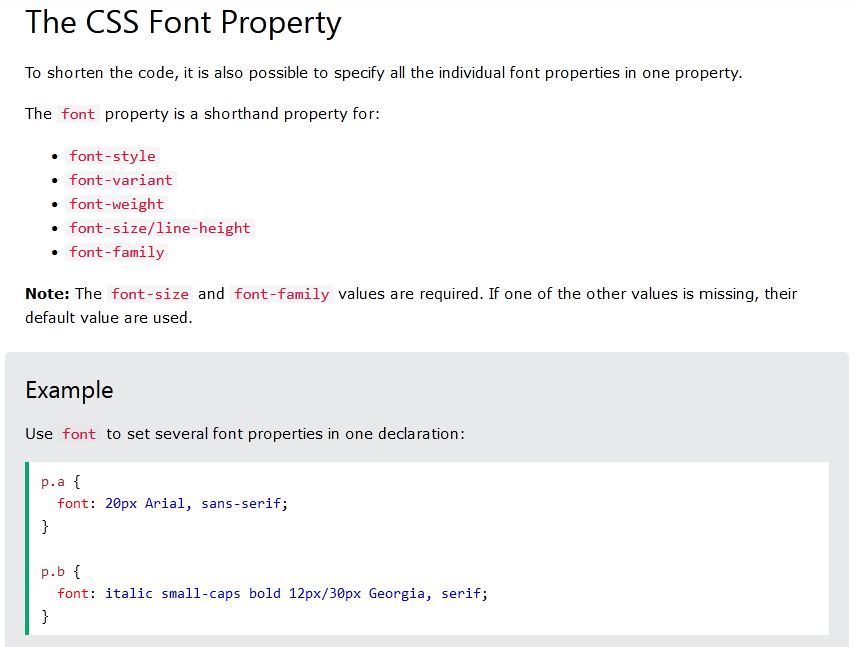 The CSS Font Property
To shorten the code, it is also possible to specify all the individual font properties in one property.
The font property is a shorthand property for:
• font-style
• font-variant
• font-weight
• font-size/line-height
• font-family
Note: The font-size and font-family values are required. If one of the other values is missing, their
default value are used.
Example
Use font to set several font properties in one declaration:
p.a {
  font: 20px Arial, sans-serif;
}
p.b {
  font: italic small-caps bold 12px/30px Georgia, serif;
}